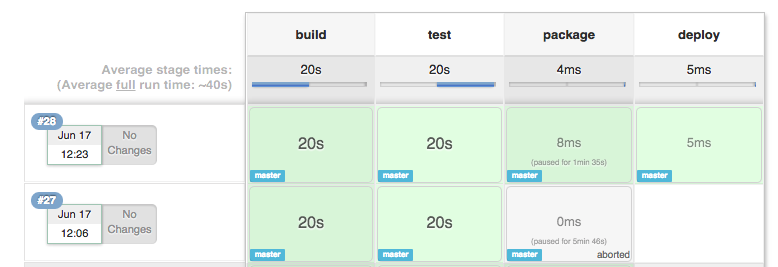 build test package deploy
Average stage times: 20s 20s 4ms 5ms
(Average full run time: ~40s)
#28
Jun 17 No
12:23 Changes
20s 20s 8ms 5ms
(paused for 1min 35s)
master master master master
#27
Jun 17 No
12:06 Changes
20s 20s 0ms
(paused for 5min 46s)
master master master aborted